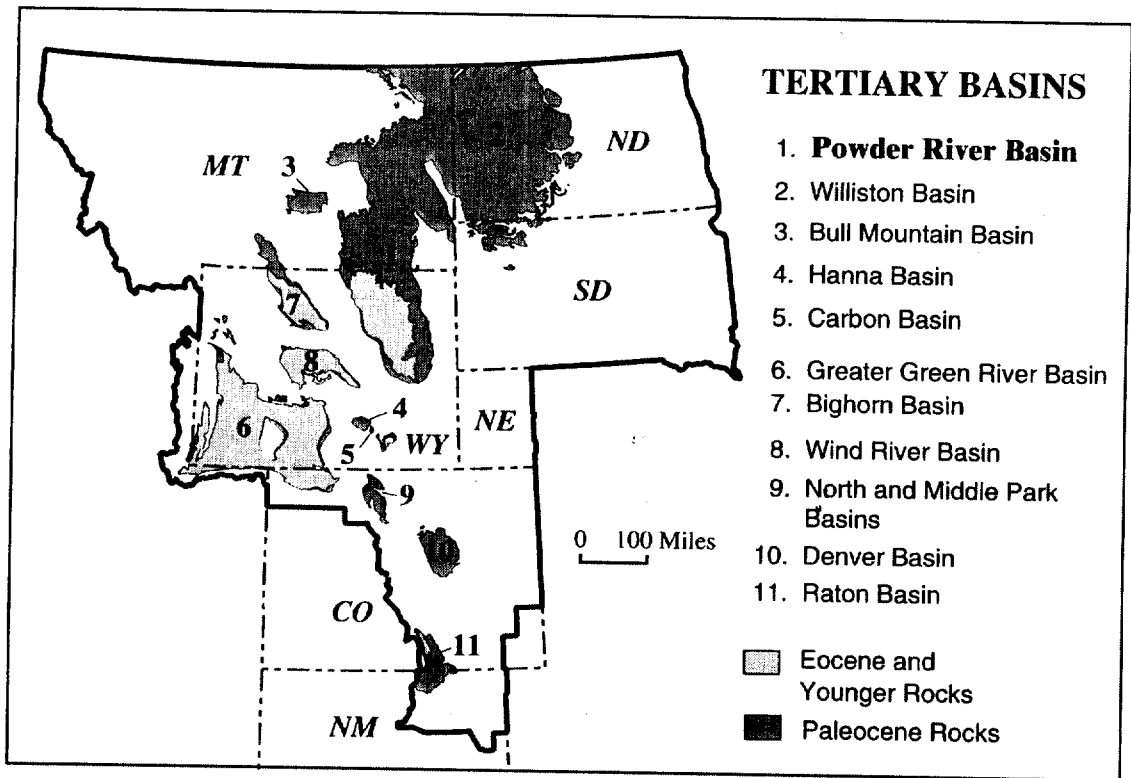 TERTIARY BASINS
1. Powder River Basin
2. Williston Basin
3. Bull Mountain Basin
4. Hanna Basin
5. Carbon Basin
6. Greater Green River Basin
7. Bighorn Basin
8. Wind River Basin
9. North and Middle Park
Basins
10. Denver Basin
11. Raton Basin
Eocene and
Younger Rocks
Paleocene Rocks
MT
3
2
ND
1
SD
7
8
6
4
5
WY
NE
9
10
0 100 Miles
CO
11
NM